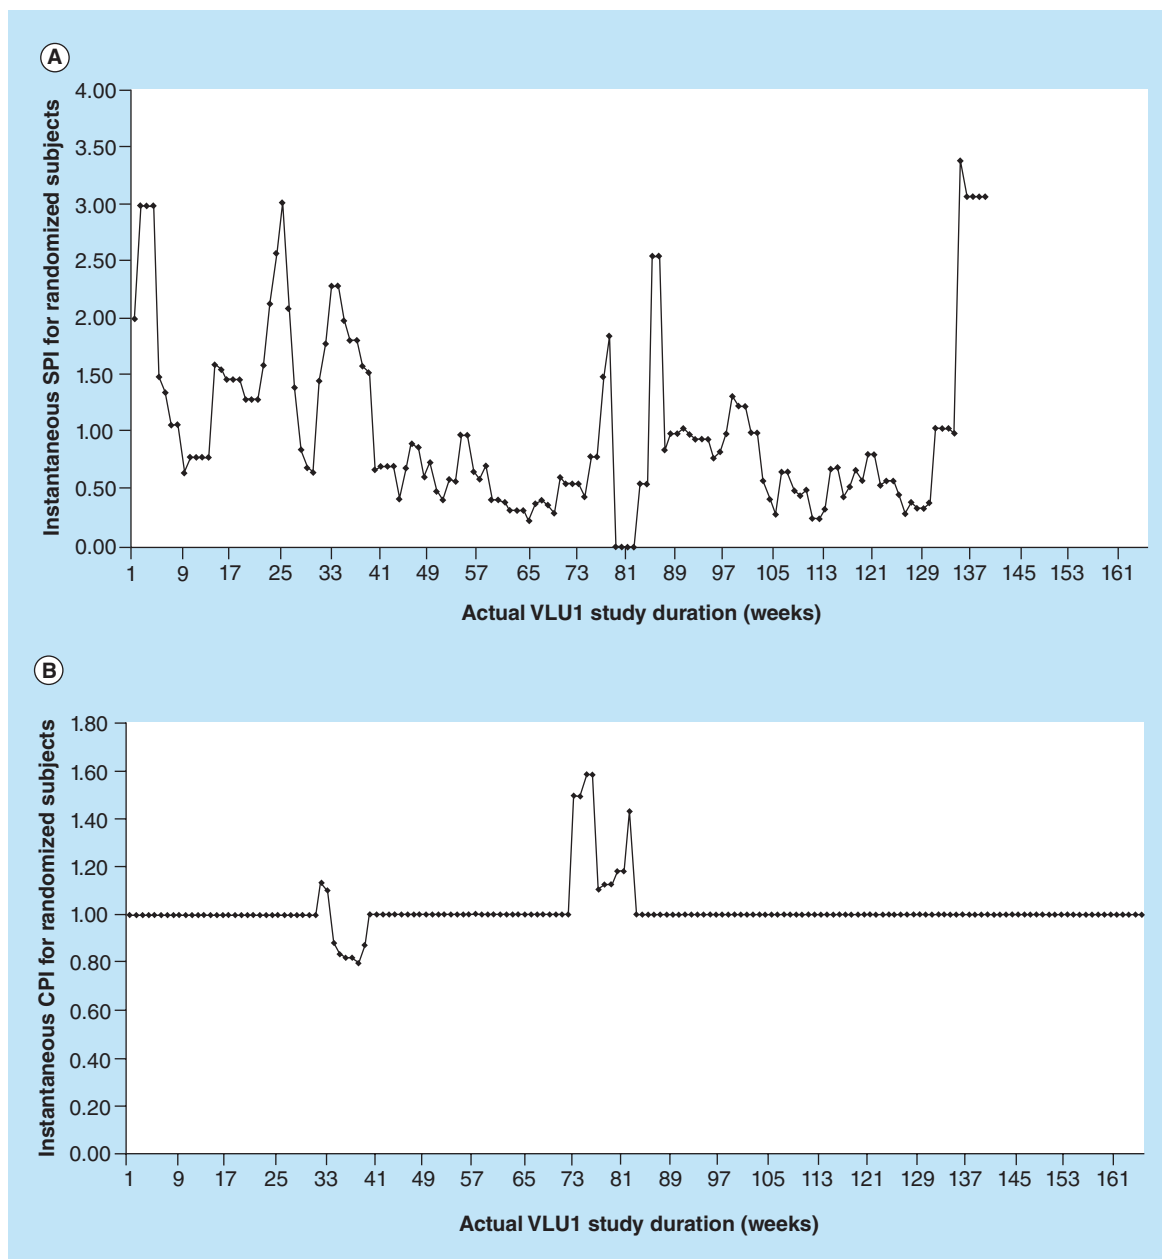 A
Instantaneous SPI for randomized subjects
4.00
3.50
3.00
2.50
2.00
1.50
1.00
0.50
0.00
1 9 17 25 33 41 49 57 65 73 81 89 97 105 113 121 129 137 145 153 161
Actual VLU1 study duration (weeks)
B
Instantaneous CPI for randomized subjects
1.80
1.60
1.40
1.20
1.00
0.80
0.60
0.40
0.20
0.00
1 9 17 25 33 41 49 57 65 73 81 89 97 105 113 121 129 137 145 153 161
Actual VLU1 study duration (weeks)